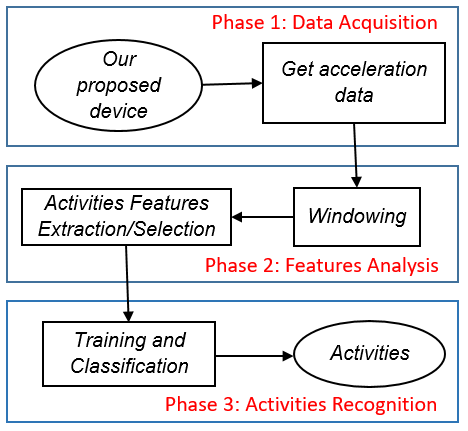 Phase 1: Data Acquisition
Our
proposed
device
Get acceleration
data
Activities Features
Extraction/Selection
Windowing
Phase 2: Features Analysis
Training and
Classification
Activities
Phase 3: Activities Recognition